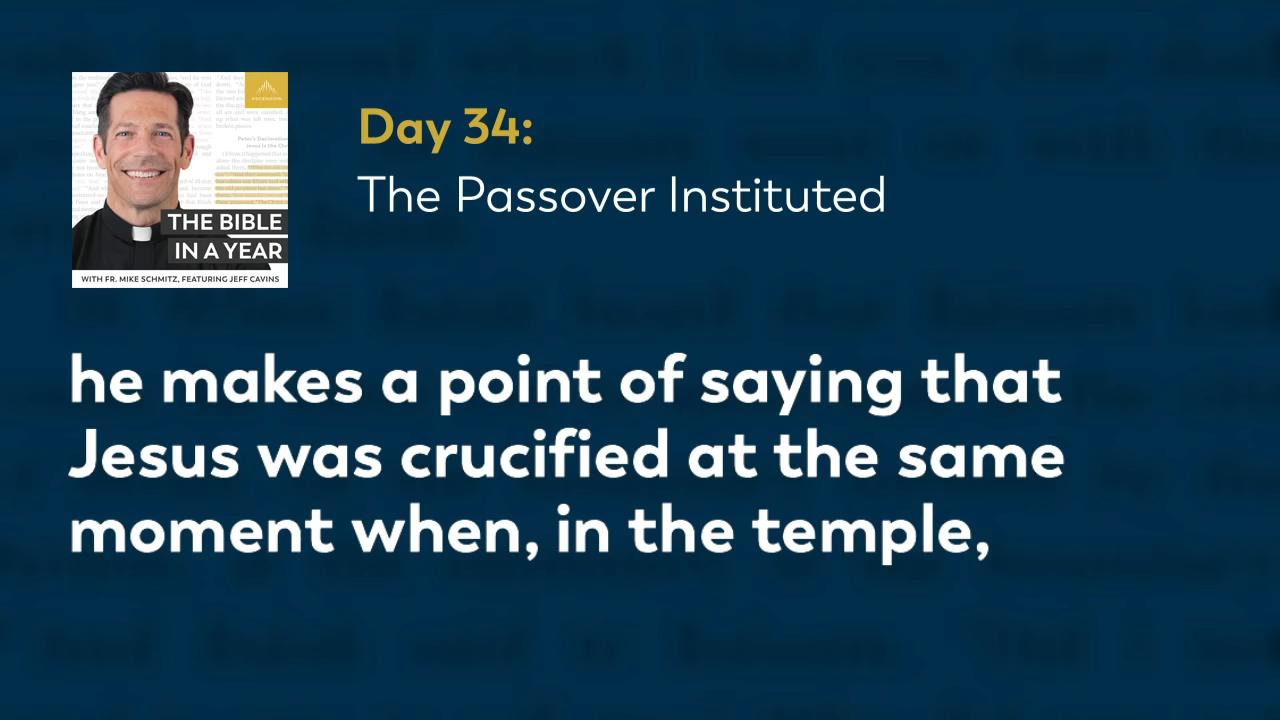 THE BIBLE
IN A YEAR
WITH FR. MIKE SCHMITZ, FEATURING JEFF CAVINS
Day 34:
The Passover Instituted
he makes a point of saying that
Jesus was crucified at the same
moment when, in the temple,